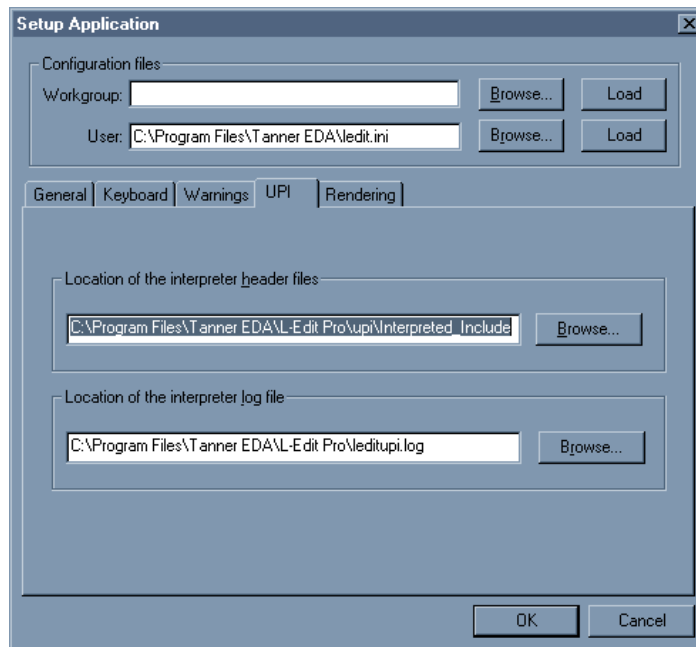 Setup Application
Configuration files
Workgroup: Browse... Load
User: C:\Program Files\Tanner EDA\ledit.ini Browse... Load
General Keyboard Warnings UPI Rendering
Location of the interpreter header files
C:\Program Files\Tanner EDA\L-Edit Pro\upi\Interpreted_Include Browse...
Location of the interpreter log file
C:\Program Files\Tanner EDA\L-Edit Pro\leditupi.log Browse...
OK Cancel